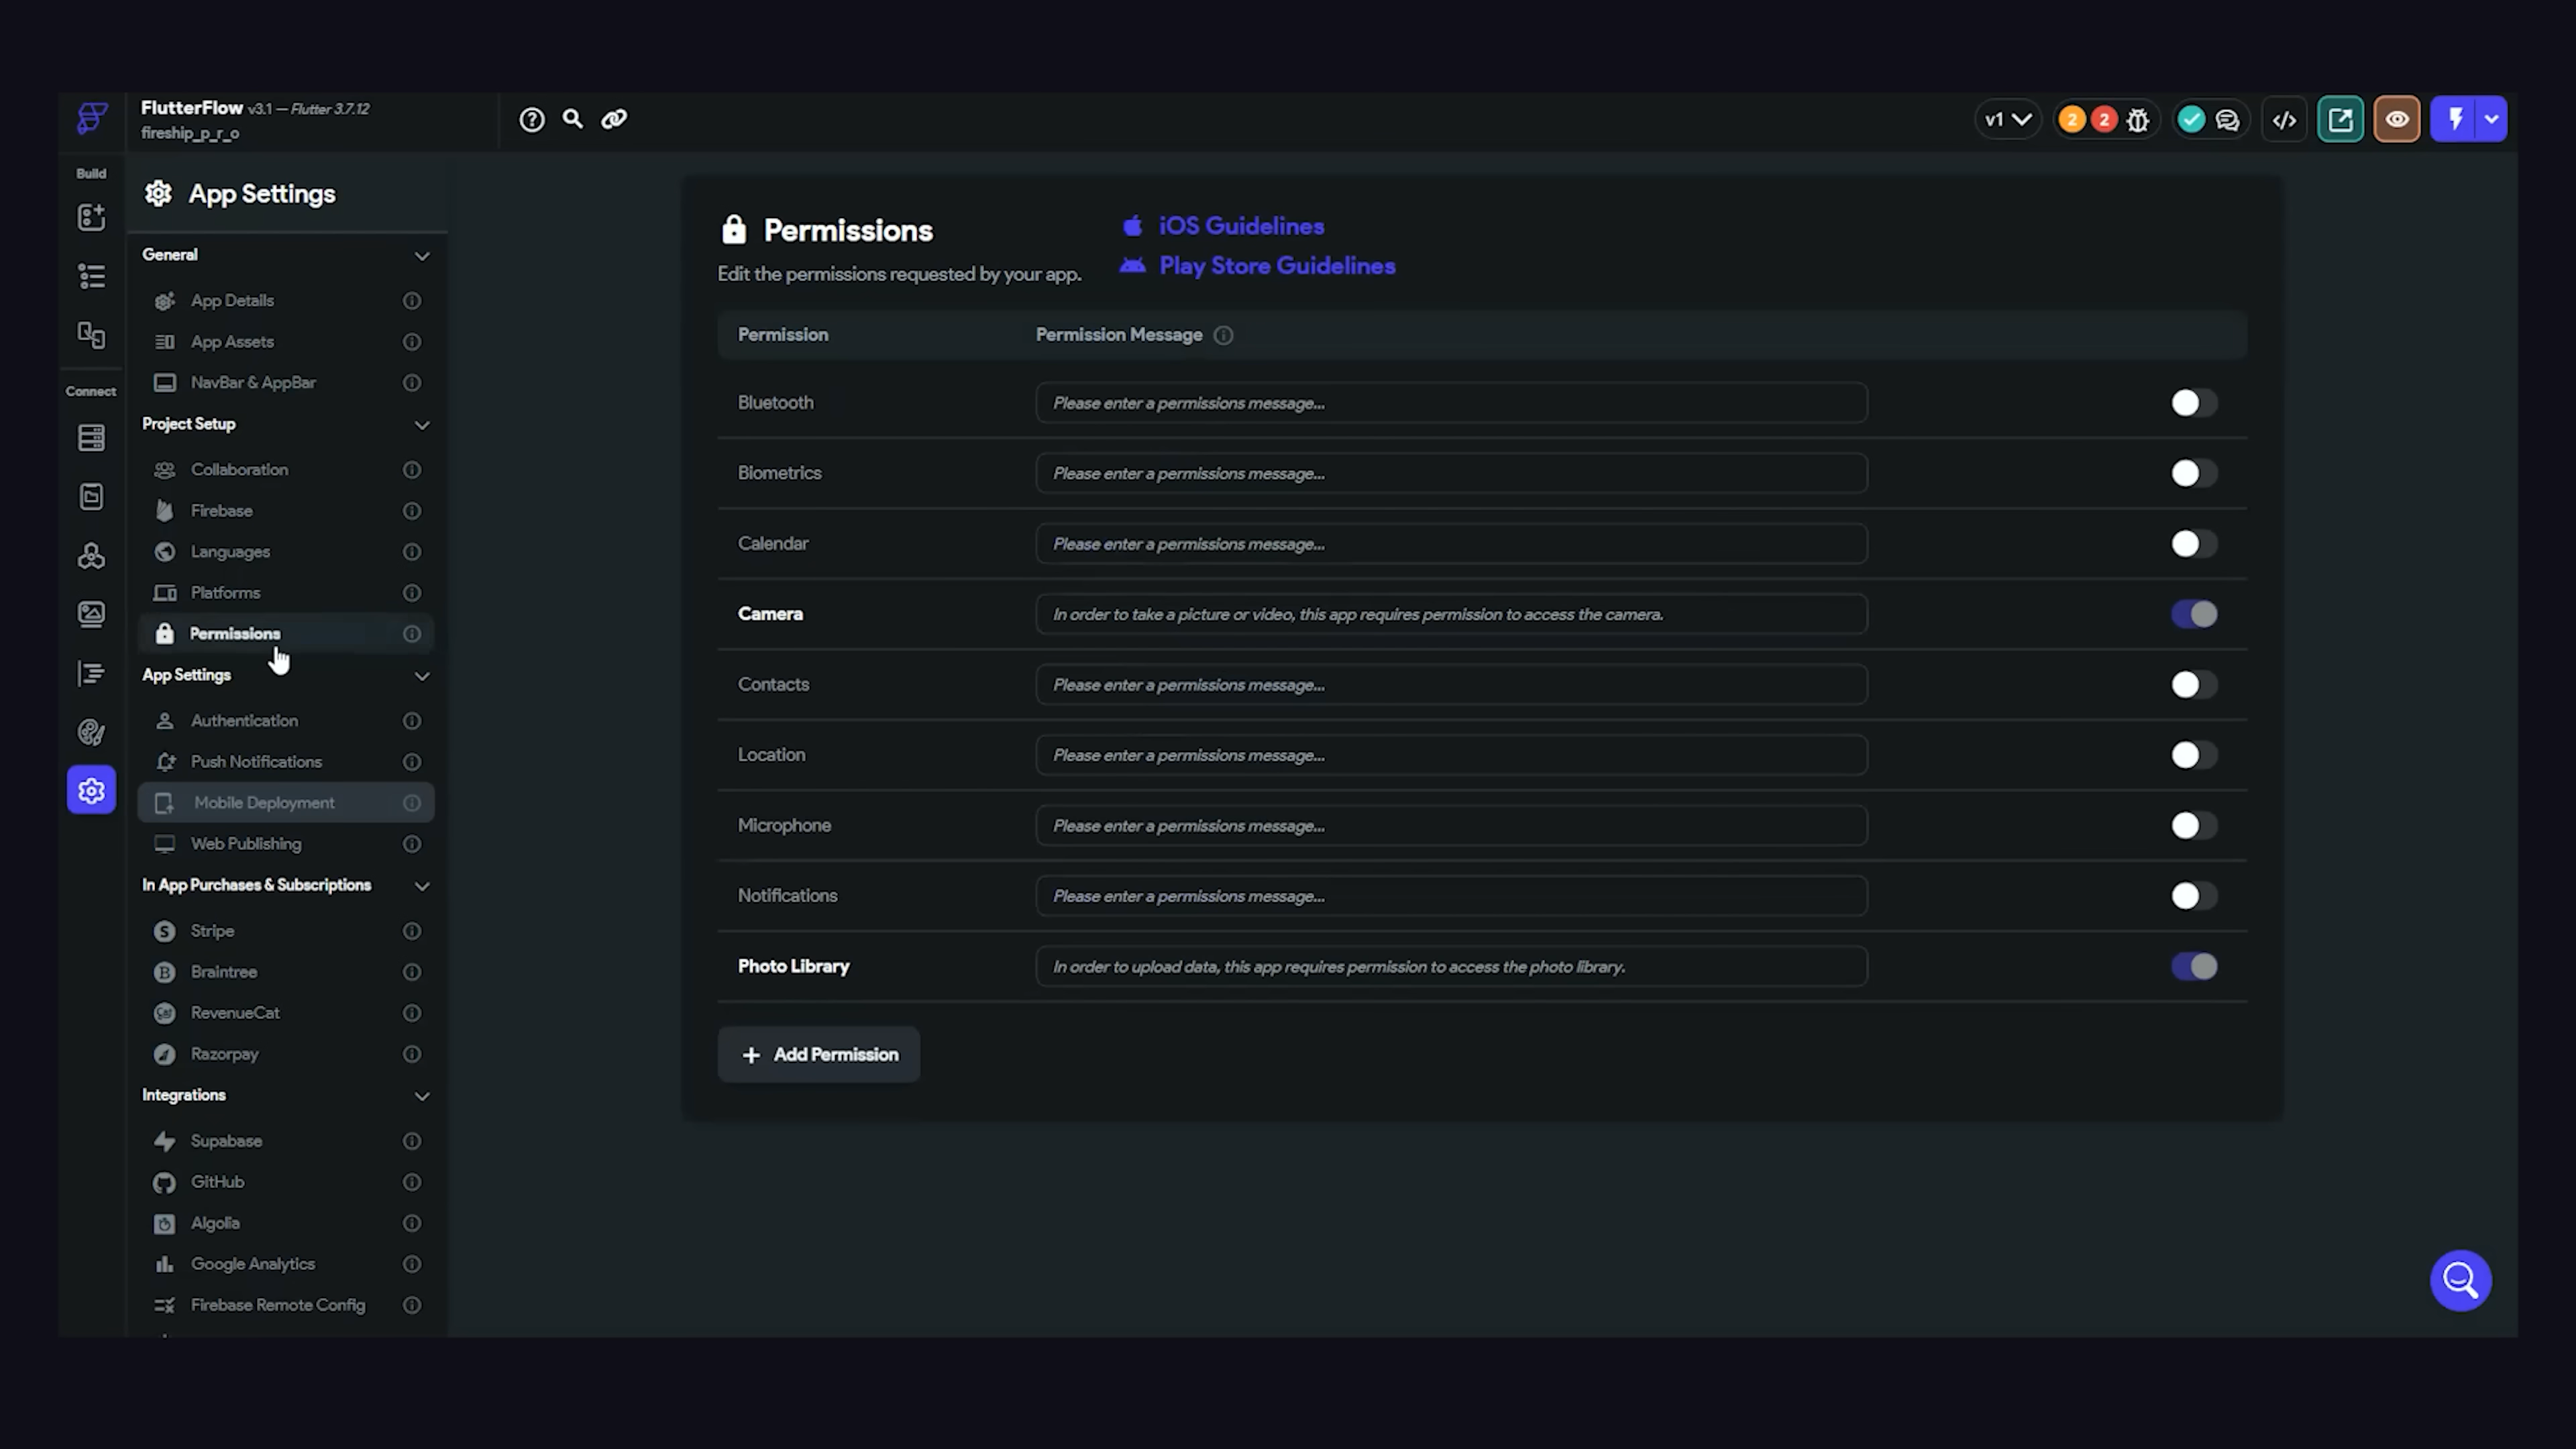 FlutterFlow v3.1 — Flutter 3.7.12
fireship_p_r_o
v1
2
2
</>
Build
Connect
App Settings
General
App Details
App Assets
NavBar & AppBar
Project Setup
Collaboration
Firebase
Languages
Platforms
Permissions
App Settings
Authentication
Push Notifications
Mobile Deployment
Web Publishing
In App Purchases & Subscriptions
Stripe
Braintree
RevenueCat
Razorpay
Integrations
Supabase
GitHub
Algolia
Google Analytics
Firebase Remote Config
Permissions
Edit the permissions requested by your app.
iOS Guidelines
Play Store Guidelines
Permission Permission Message
Bluetooth Please enter a permissions message...
Biometrics Please enter a permissions message...
Calendar Please enter a permissions message...
Camera In order to take a picture or video, this app requires permission to access the camera.
Contacts Please enter a permissions message...
Location Please enter a permissions message...
Microphone Please enter a permissions message...
Notifications Please enter a permissions message...
Photo Library In order to upload data, this app requires permission to access the photo library.
+ Add Permission